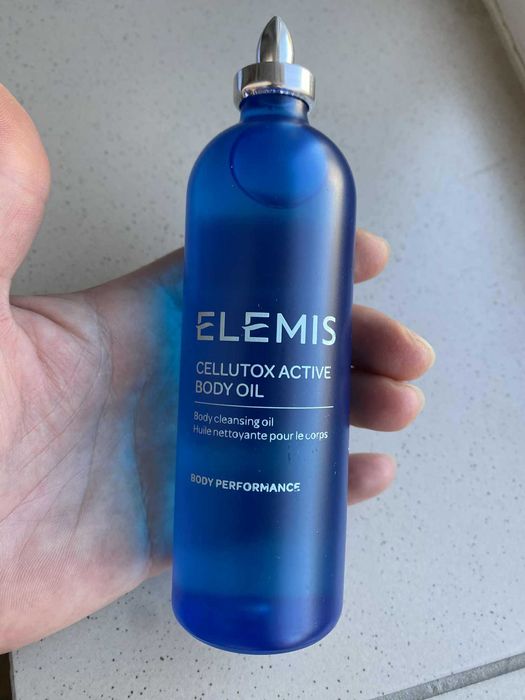 ELEMIS
CELLUTOX ACTIVE
BODY OIL
Body cleansing oil
Huile nettoyante pour le corps
BODY PERFORMANCE